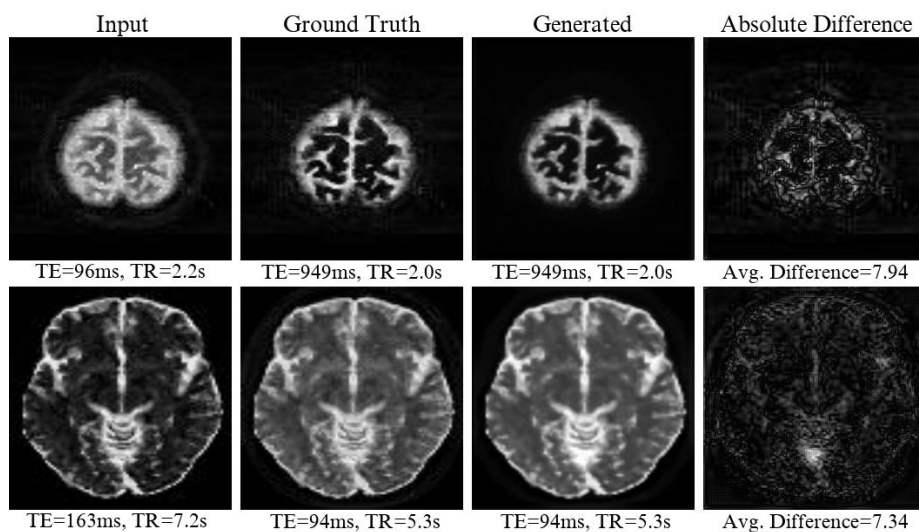 Input Ground Truth Generated Absolute Difference
TE=96ms, TR=2.2s TE=949ms, TR=2.0s TE=949ms, TR=2.0s Avg. Difference=7.94
TE=163ms, TR=7.2s TE=94ms, TR=5.3s TE=94ms, TR=5.3s Avg. Difference=7.34